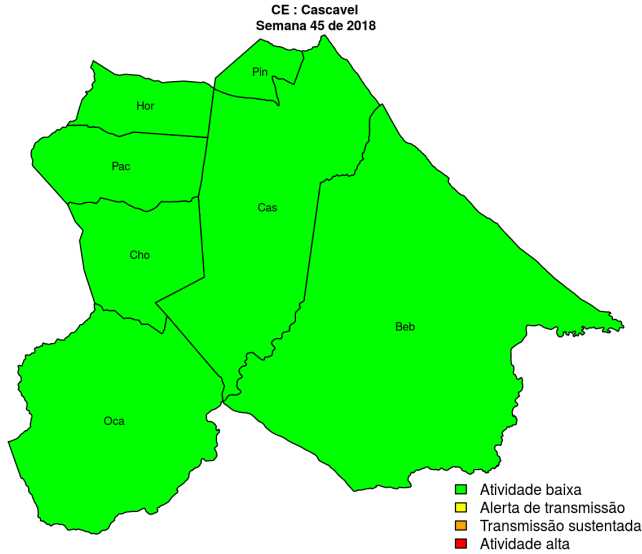 CE : Cascavel
Semana 45 de 2018
Pin
Hor
Pac
Cas
Cho
Beb
Oca
Atividade baixa
Alerta de transmissão
Transmissão sustentada
Atividade alta